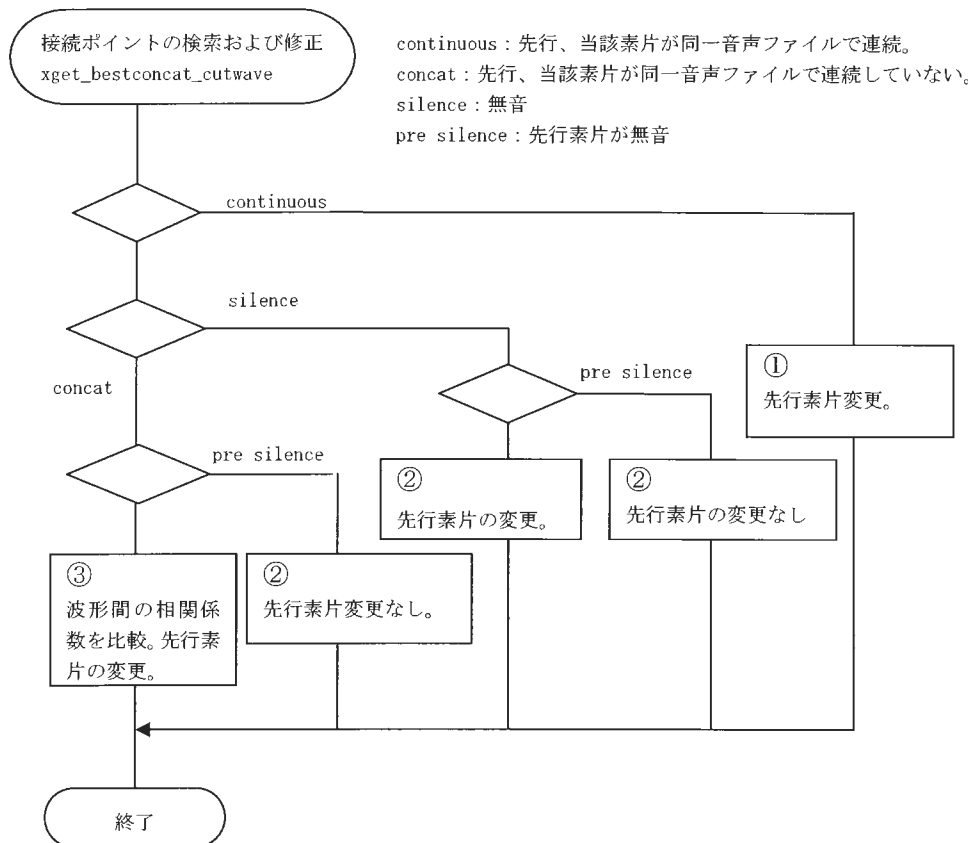 接続ポイントの検索および修正
xget_bestconcat_cutwave
continuous：先行、当該素片が同一音声ファイルで連続。
concat：先行、当該素片が同一音声ファイルで連続していない。
silence：無音
pre silence：先行素片が無音
continuous
silence
concat
pre silence
①
先行素片変更。
pre silence
②
先行素片の変更。
②
先行素片の変更なし
③
波形間の相関係
数を比較。先行素
片の変更。
②
先行素片変更なし。
終了